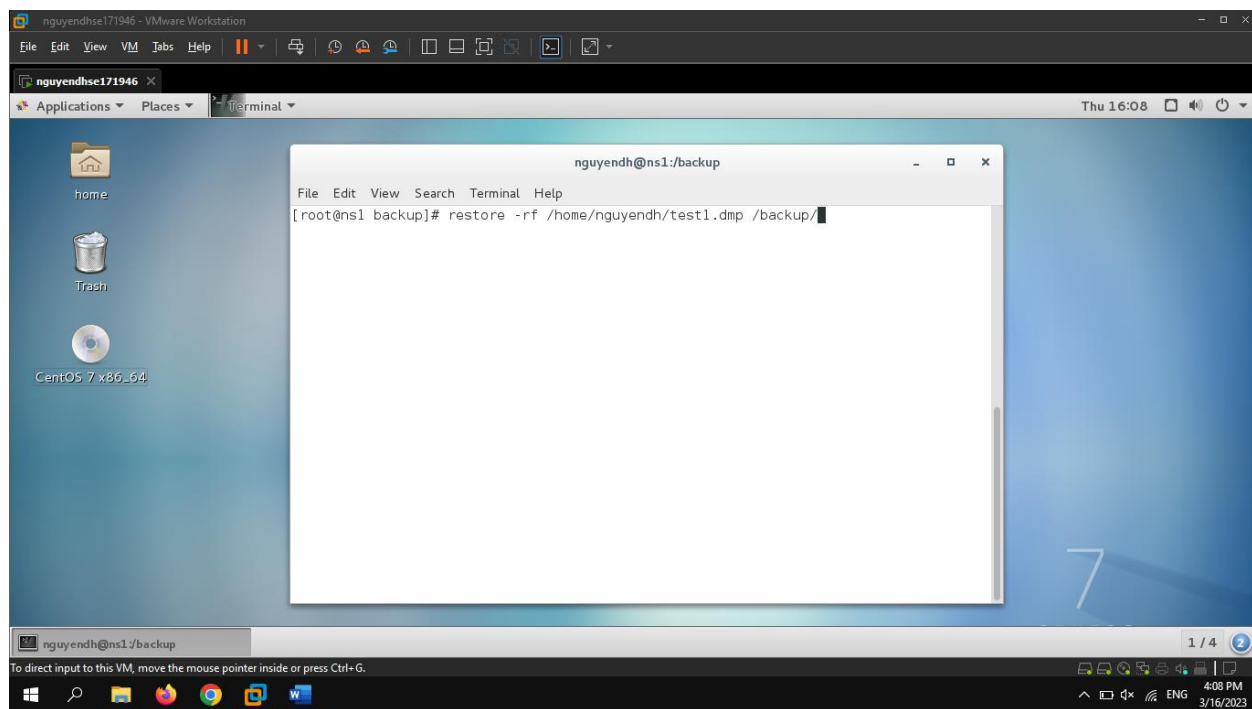 nguyendhse171946 - VMware Workstation
File Edit View VM Tabs Help
nguyendhse171946
Applications Places Terminal Thu 16:08
home
Trash
CentOS 7 x86_64
nguyendh@ns1:/backup
File Edit View Search Terminal Help
[root@ns1 backup]# restore -rf /home/nguyendh/test1.dmp /backup/
7
nguyendh@ns1:/backup 1 / 4 2
To direct input to this VM, move the mouse pointer inside or press Ctrl+G.
ENG 4:08 PM
3/16/2023